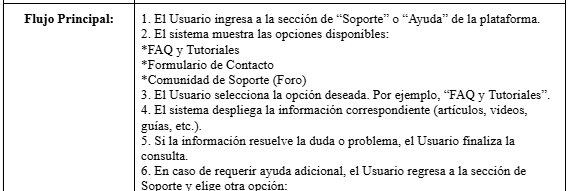 Flujo Principal:
1. El Usuario ingresa a la sección de “Soporte” o “Ayuda” de la plataforma.
2. El sistema muestra las opciones disponibles:
*FAQ y Tutoriales
*Formulario de Contacto
*Comunidad de Soporte (Foro)
3. El Usuario selecciona la opción deseada. Por ejemplo, “FAQ y Tutoriales”.
4. El sistema despliega la información correspondiente (artículos, videos,
guías, etc.).
5. Si la información resuelve la duda o problema, el Usuario finaliza la
consulta.
6. En caso de requerir ayuda adicional, el Usuario regresa a la sección de
Soporte y elige otra opción: